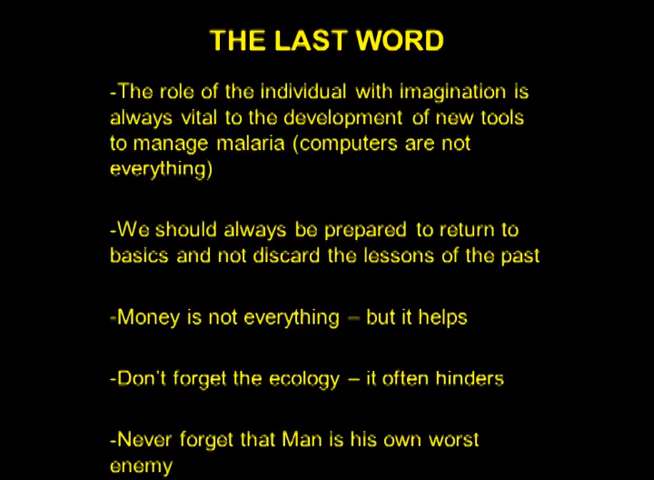 THE LAST WORD
-The role of the individual with imagination is
always vital to the development of new tools
to manage malaria (computers are not
everything)
-We should always be prepared to return to
basics and not discard the lessons of the past
-Money is not everything – but it helps
-Don't forget the ecology – it often hinders
-Never forget that Man is his own worst
enemy